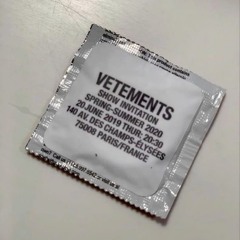 VETEMENTS
SHOW INVITATION
SPRING-SUMMER 2020
20 JUNE 2019 THUR: 20:30
140 AV. DES CHAMPS-ÉLYSÉES
75008 PARIS/FRANCE